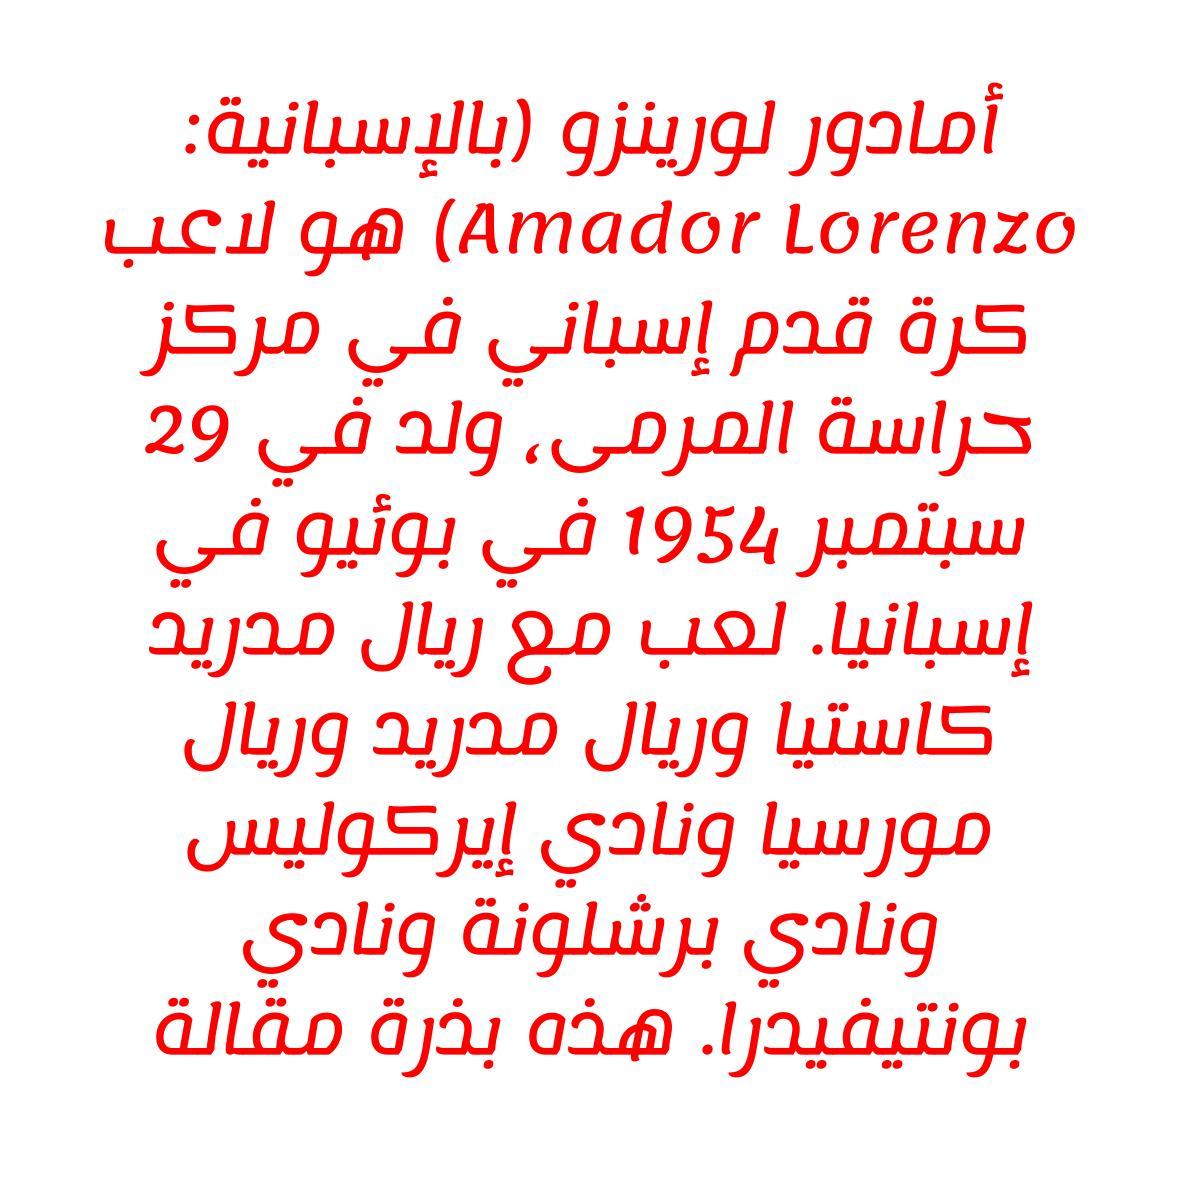 أمادور لورينزو (بالإسبانية:
Amador Lorenzo) هو لاعب
كرة قدم إسباني في مركز
حراسة المرمى، ولد في 29
سبتمبر 1954 في بوئيو في
إسبانيا. لعب مع ريال مدريد
كاستيا وريال مدريد وريال
مورسيا ونادي إيركوليس
ونادي برشلونة ونادي
بونتيفيدرا. هذه بذرة مقالة